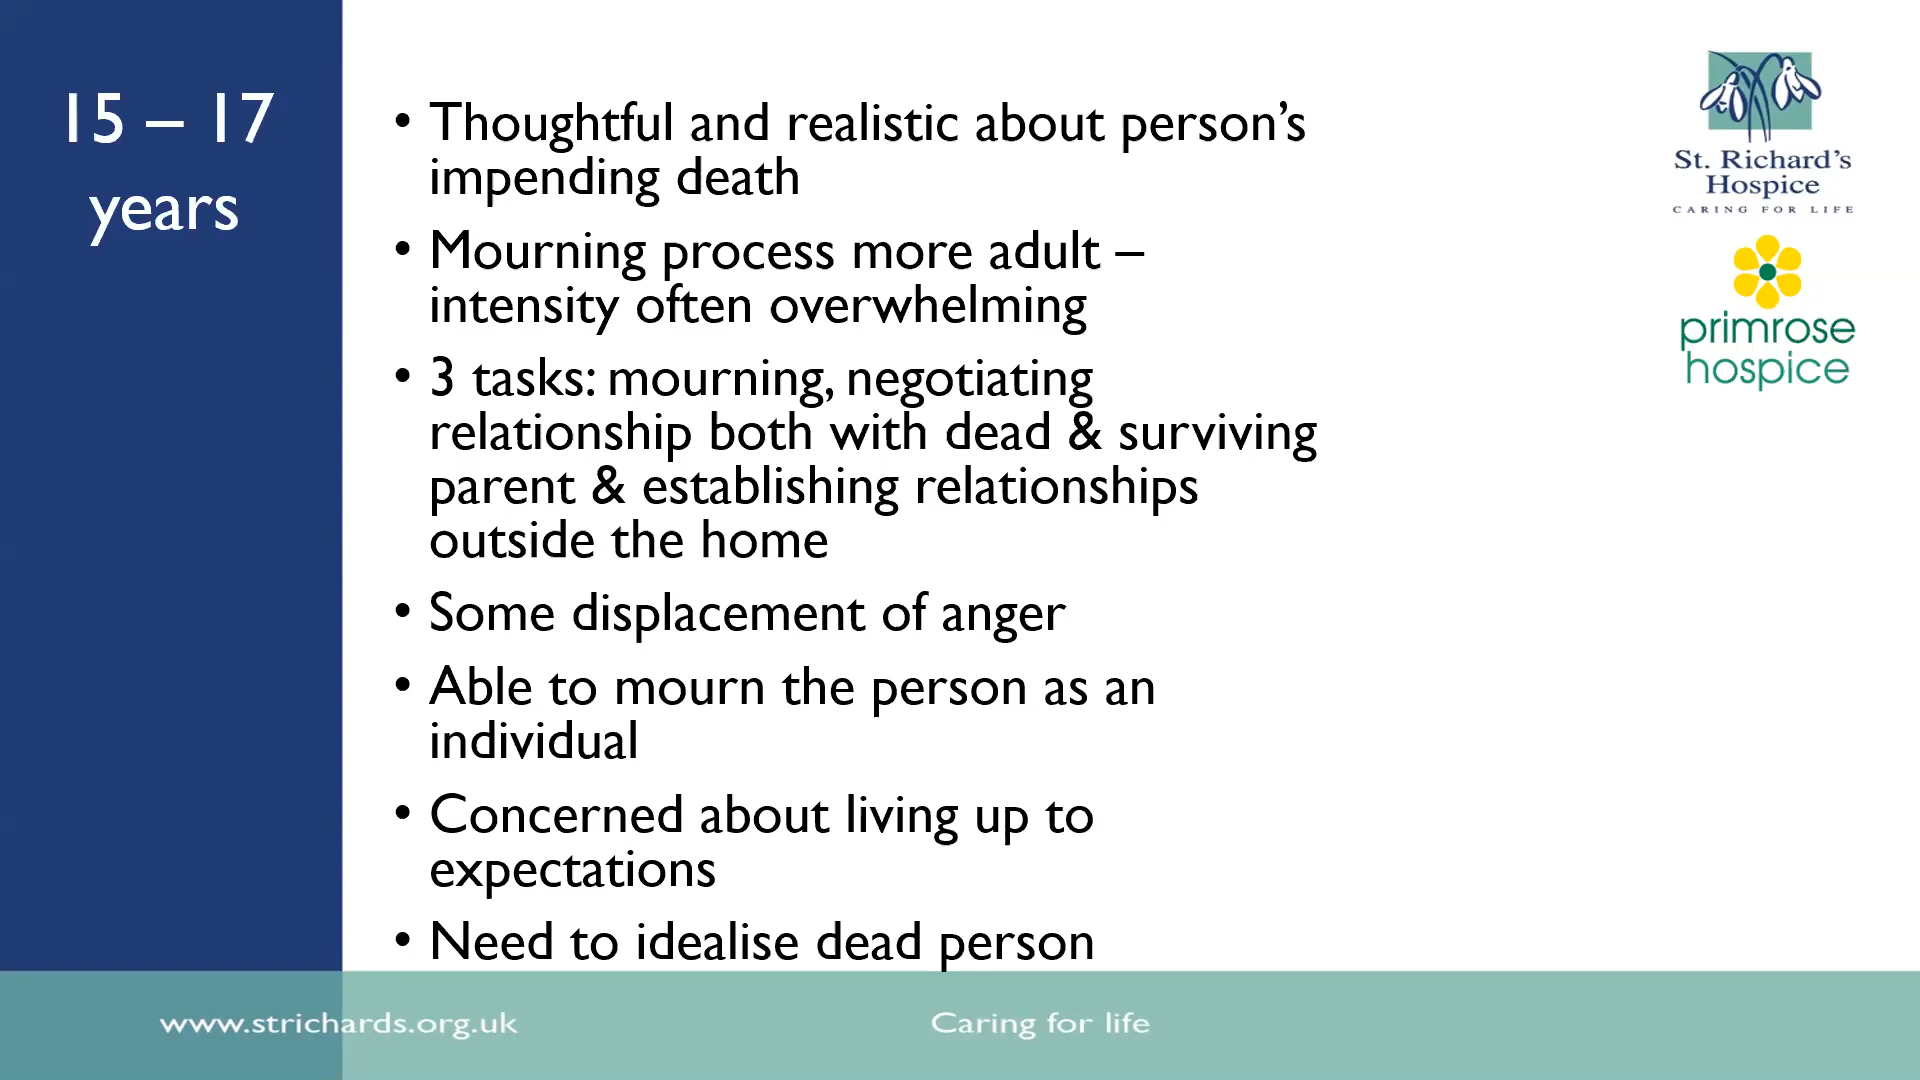 15 – 17
years
• Thoughtful and realistic about person’s
impending death
• Mourning process more adult –
intensity often overwhelming
• 3 tasks: mourning, negotiating
relationship both with dead & surviving
parent & establishing relationships
outside the home
• Some displacement of anger
• Able to mourn the person as an
individual
• Concerned about living up to
expectations
• Need to idealise dead person
St. Richard’s
Hospice
CARING FOR LIFE
primrose
hospice
www.strichards.org.uk
Caring for life